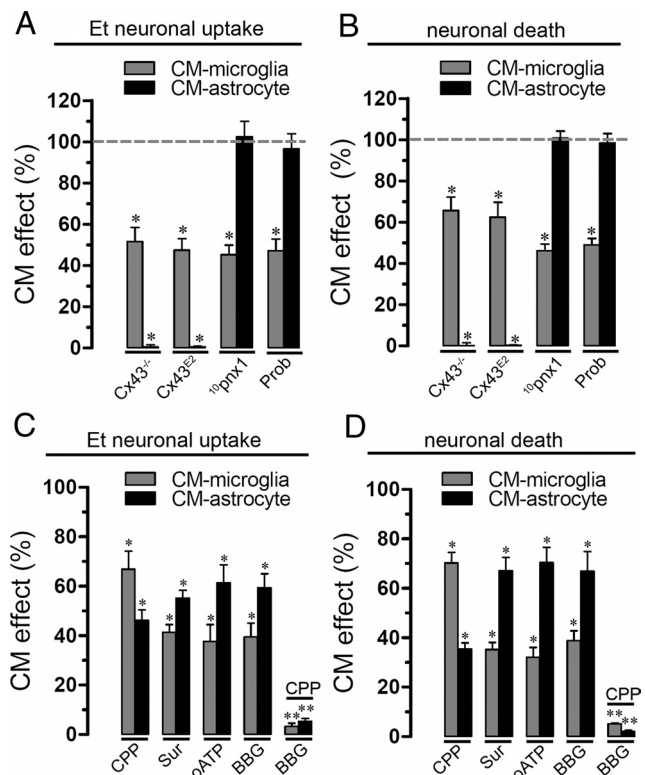 A
Et neuronal uptake
CM-microglia
CM-astrocyte
CM effect (%)
120
100
80
60
40
20
0
* * * * * *
Cx43-/-
Cx43E2
10pnx1
Prob
B
neuronal death
CM-microglia
CM-astrocyte
CM effect (%)
120
100
80
60
40
20
0
* * * * * *
Cx43-/-
Cx43E2
10pnx1
Prob
C
Et neuronal uptake
CM-microglia
CM-astrocyte
CM effect (%)
100
80
60
40
20
0
* * * * * * * *
CPP
** **
CPP
Sur
oATP
BBG
BBG
D
neuronal death
CM-microglia
CM-astrocyte
CM effect (%)
100
80
60
40
20
0
* * * * * * * *
CPP
** **
CPP
Sur
oATP
BBG
BBG